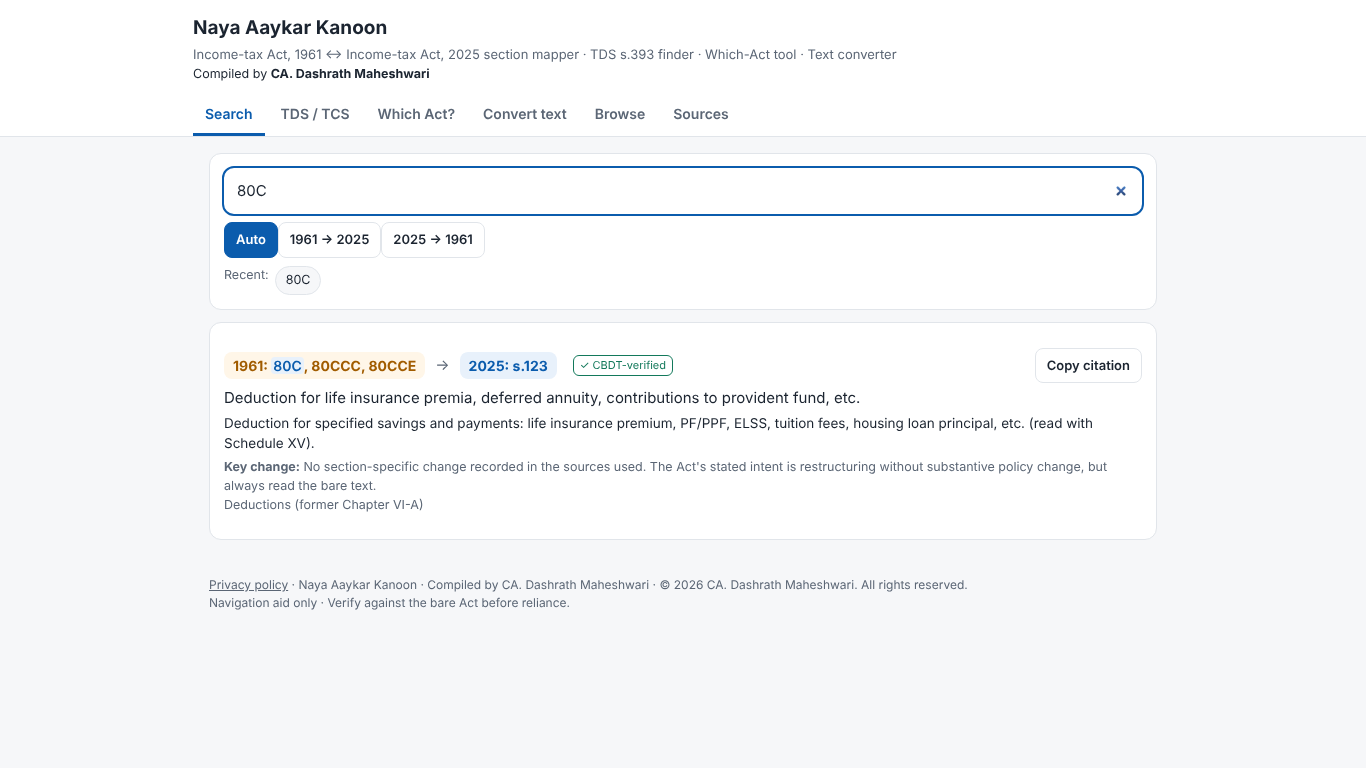 Naya Aaykar Kanoon
Income-tax Act, 1961 ↔ Income-tax Act, 2025 section mapper · TDS s.393 finder · Which-Act tool · Text converter
Compiled by CA. Dashrath Maheshwari
Search TDS / TCS Which Act? Convert text Browse Sources
80C ×
Auto 1961 → 2025 2025 → 1961
Recent: 80C
1961: 80C, 80CCC, 80CCE → 2025: s.123 ✓ CBDT-verified Copy citation
Deduction for life insurance premia, deferred annuity, contributions to provident fund, etc.
Deduction for specified savings and payments: life insurance premium, PF/PPF, ELSS, tuition fees, housing loan principal, etc. (read with
Schedule XV).
Key change: No section-specific change recorded in the sources used. The Act's stated intent is restructuring without substantive policy change, but
always read the bare text.
Deductions (former Chapter VI-A)
Privacy policy · Naya Aaykar Kanoon · Compiled by CA. Dashrath Maheshwari · © 2026 CA. Dashrath Maheshwari. All rights reserved.
Navigation aid only · Verify against the bare Act before reliance.